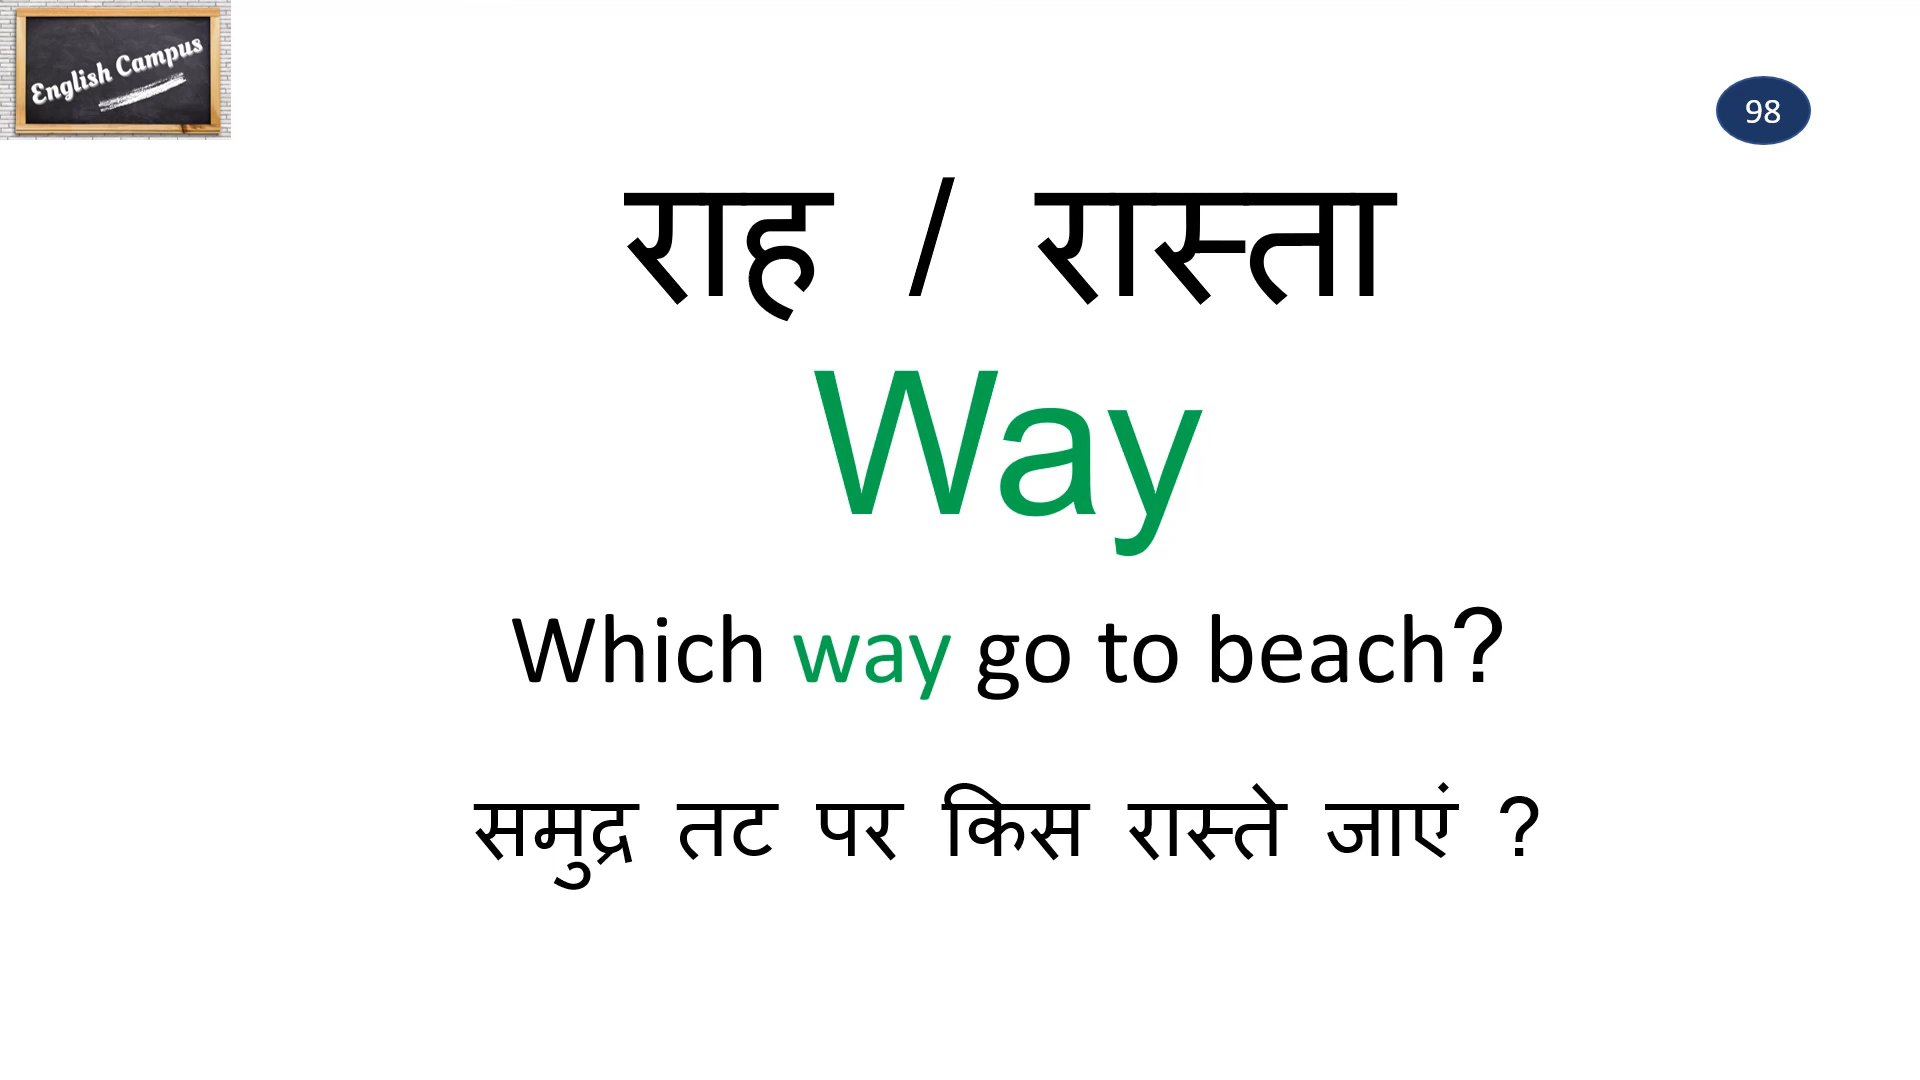 English Campus
98
राह / रास्ता
Way
Which way go to beach?
समुद्र तट पर किस रास्ते जाएं ?